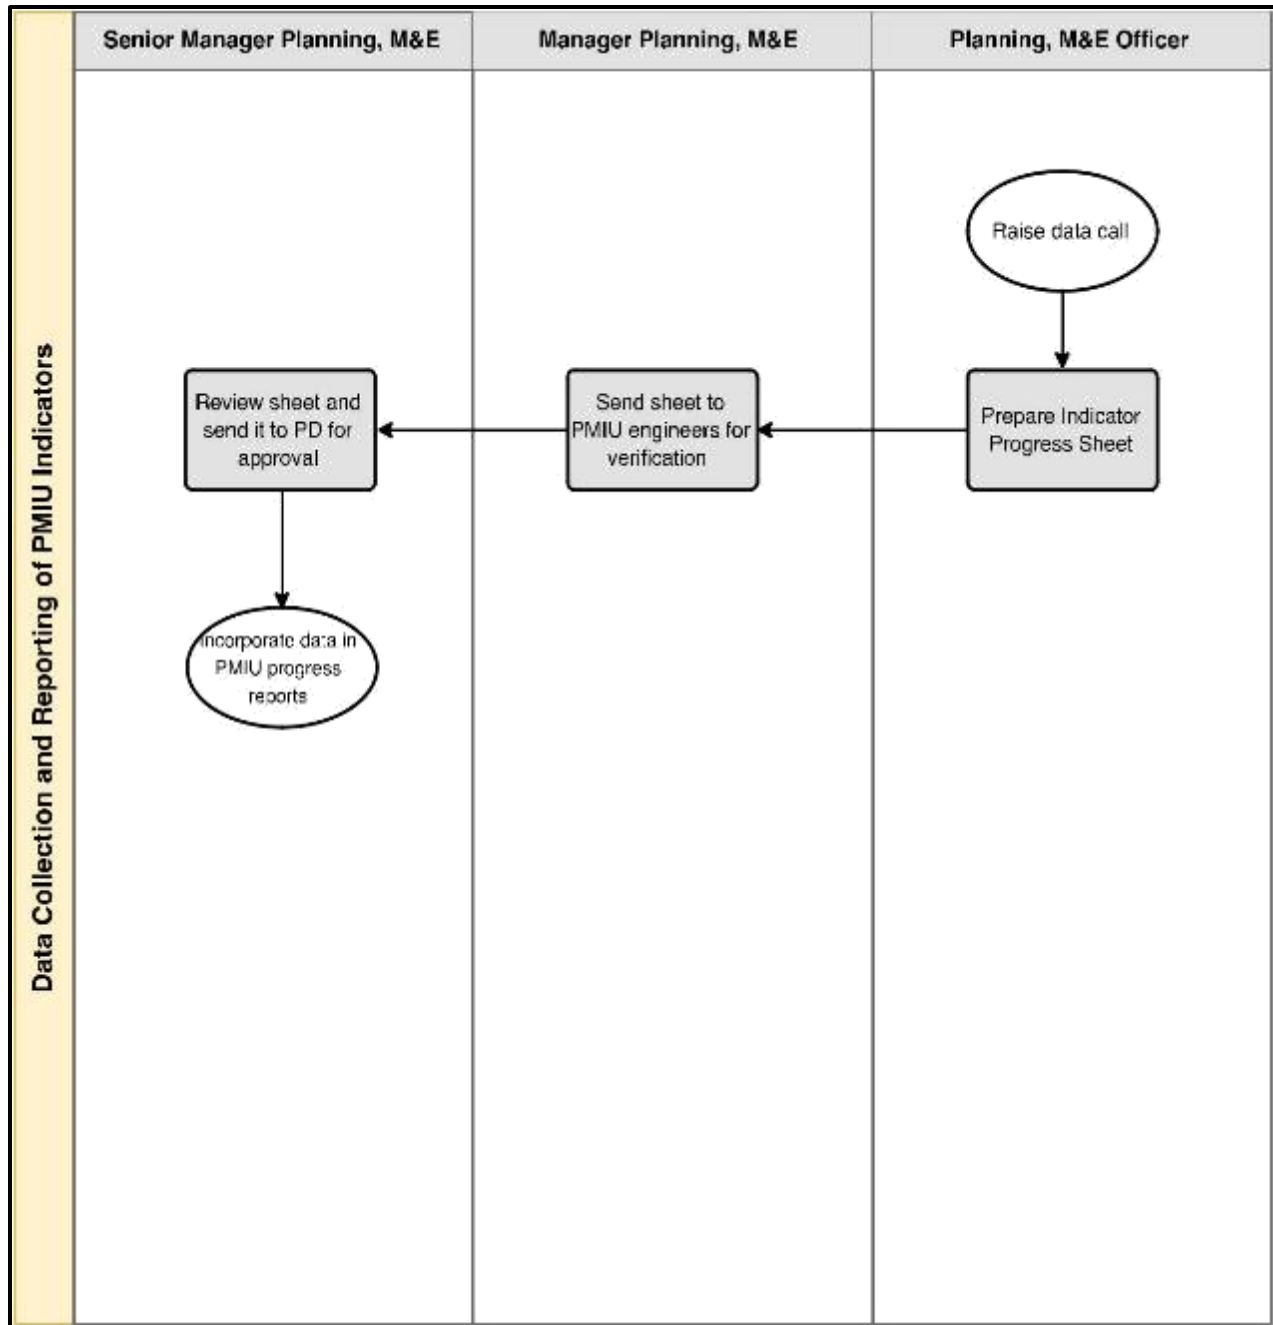 Data Collection and Reporting of PMIU Indicators
Senior Manager Planning, M&E
Manager Planning, M&E
Planning, M&E Officer
Raise data call
Prepare Indicator
Progress Sheet
Send sheet to
PMIU engineers for
verification
Review sheet and
send it to PD for
approval
Incorporate data in
PMIU progress
reports